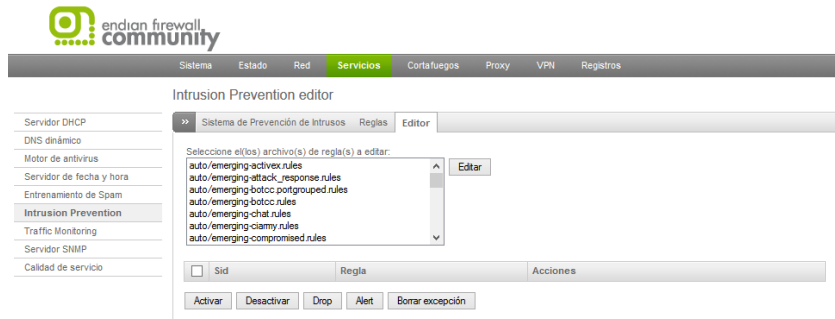 endian firewall
community
Sistema Estado Red Servicios Cortafuegos Proxy VPN Registros
Intrusion Prevention editor
Servidor DHCP
DNS dinámico
Motor de antivirus
Servidor de fecha y hora
Entrenamiento de Spam
Intrusion Prevention
Traffic Monitoring
Servidor SNMP
Calidad de servicio
» Sistema de Prevención de Intrusos Reglas Editor
Seleccione el(los) archivo(s) de regla(s) a editar:
auto/emerging-activex.rules
auto/emerging-attack_response.rules
auto/emerging-botcc.portgrouped.rules
auto/emerging-botcc.rules
auto/emerging-chat.rules
auto/emerging-ciarmy.rules
auto/emerging-compromised.rules
Editar
Sid Regla Acciones
Activar Desactivar Drop Alert Borrar excepción